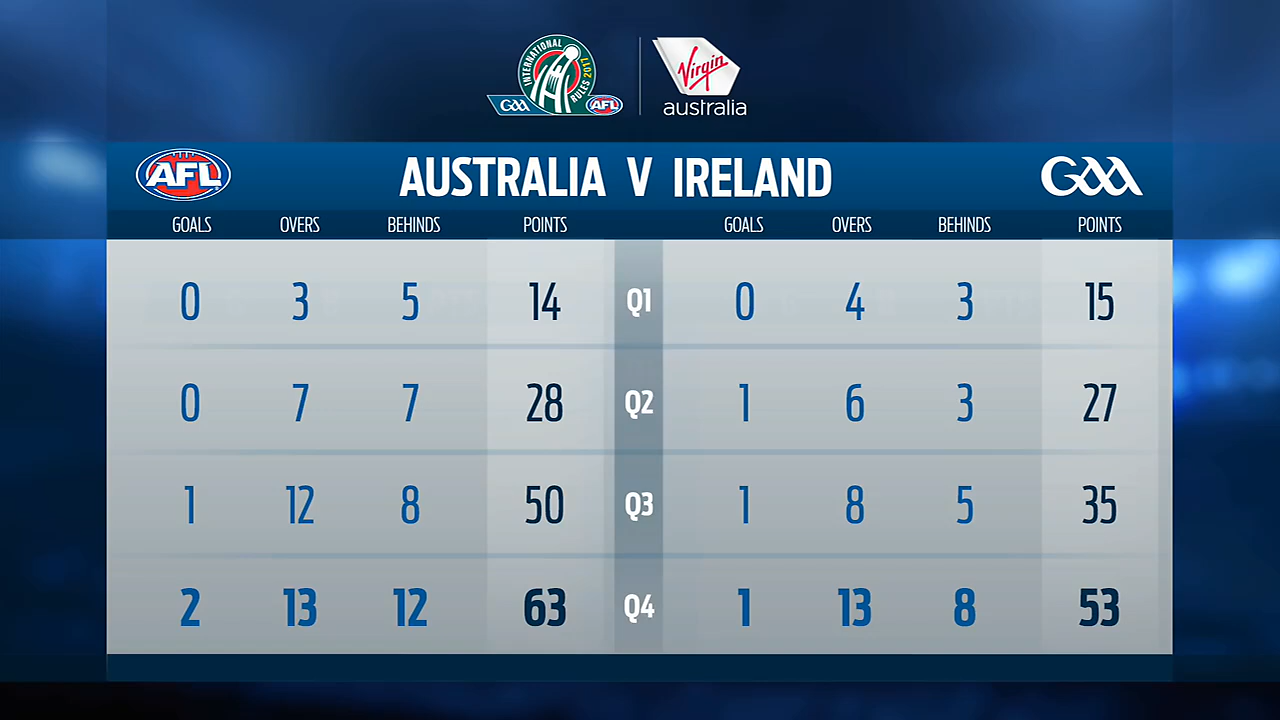 INTERNATIONAL RULES 2017
GAA AFL
Virgin
australia
AFL AUSTRALIA V IRELAND GAA
GOALS OVERS BEHINDS POINTS GOALS OVERS BEHINDS POINTS
0 3 5 14 Q1 0 4 3 15
0 7 7 28 Q2 1 6 3 27
1 12 8 50 Q3 1 8 5 35
2 13 12 63 Q4 1 13 8 53